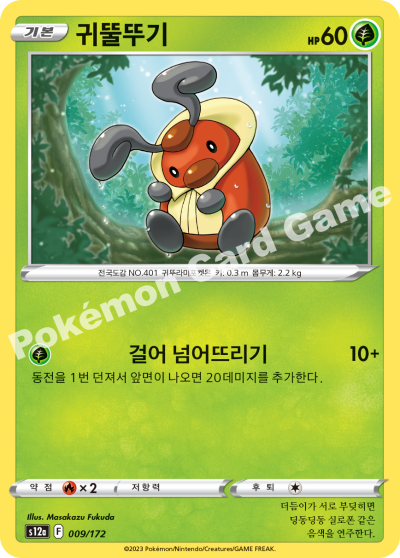 기본 귀뚤뚜기 HP60
전국도감 NO.401 귀뚜라미포켓몬 키: 0.3 m 몸무게: 2.2 kg
Pokémon Card Game
걸어 넘어뜨리기 10+
동전을 1번 던져서 앞면이 나오면 20데미지를 추가한다.
약점 ×2 저항력 후퇴
Illus. Masakazu Fukuda
s12a F 009/172
더듬이가 서로 부딪히면
딩동딩동 실로폰 같은
음색을 연주한다.
©2023 Pokémon/Nintendo/Creatures/GAME FREAK.